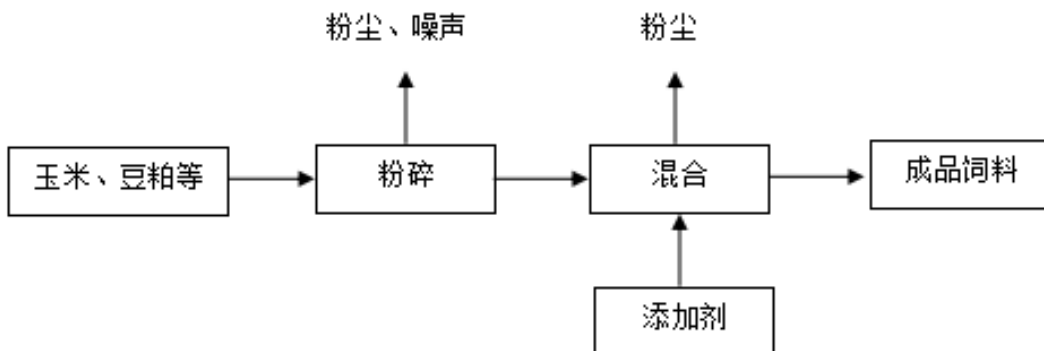 粉尘、噪声
粉尘
玉米、豆粕等
粉碎
混合
成品饲料
添加剂